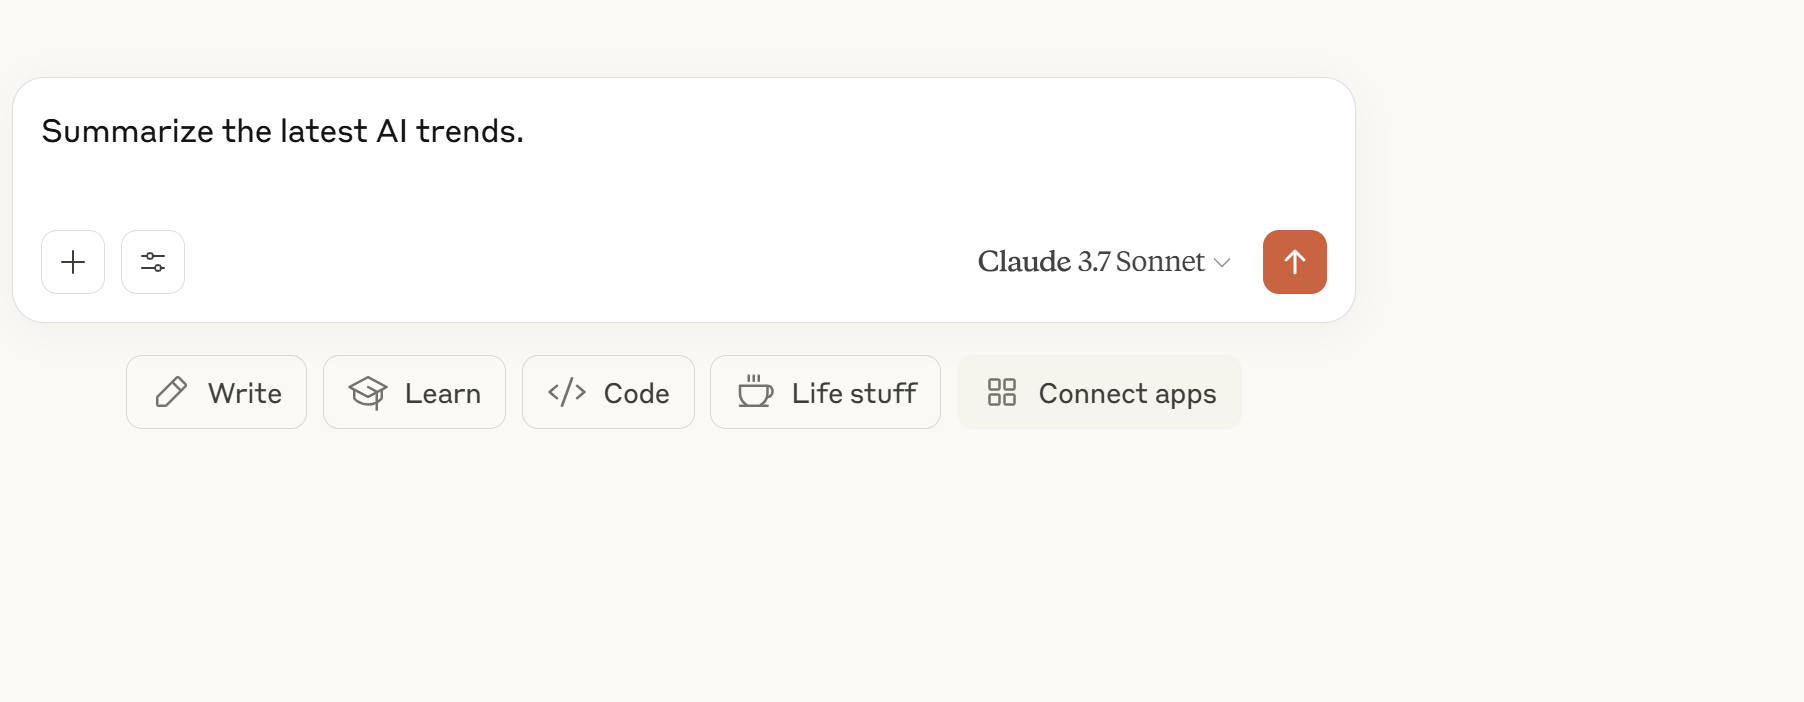 Summarize the latest AI trends.
Claude 3.7 Sonnet
Write
Learn
Code
Life stuff
Connect apps